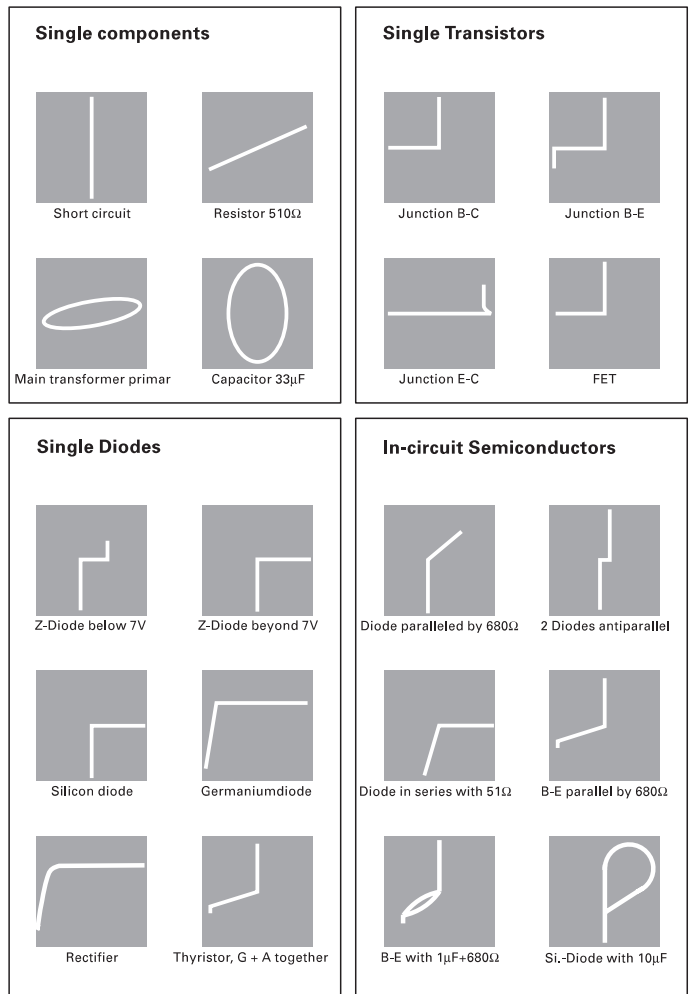 Single components
Short circuit
Resistor 510Ω
Main transformer primar
Capacitor 33µF
Single Transistors
Junction B-C
Junction B-E
Junction E-C
FET
Single Diodes
Z-Diode below 7V
Z-Diode beyond 7V
Silicon diode
Germaniumdiode
Rectifier
Thyristor, G + A together
In-circuit Semiconductors
Diode paralleled by 680Ω
2 Diodes antiparallel
Diode in series with 51Ω
B-E parallel by 680Ω
B-E with 1µF+680Ω
Si.-Diode with 10µF